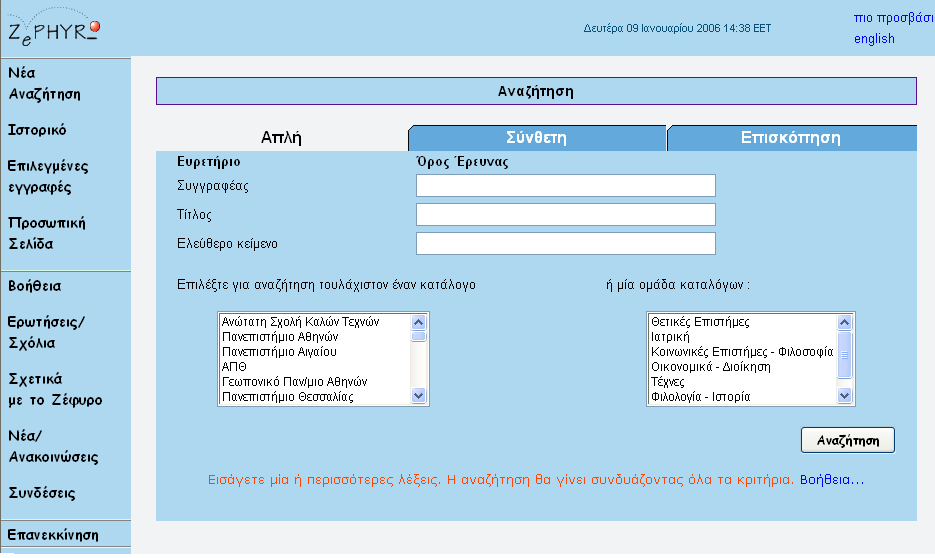 ZePHYR
Δευτέρα 09 Ιανουαρίου 2006 14:38 EET
πιο προσβάσι
english
Νέα
Αναζήτηση
Ιστορικό
Επιλεγμένες
εγγραφές
Προσωπική
Σελίδα
Βοήθεια
Ερωτήσεις/
Σχόλια
Σχετικά
με το Ζέφυρο
Νέα/
Ανακοινώσεις
Συνδέσεις
Επανεκκίνηση
Αναζήτηση
Απλή
Σύνθετη
Επισκόπηση
Ευρετήριο
Όρος Έρευνας
Συγγραφέας
Τίτλος
Ελεύθερο κείμενο
Επιλέξτε για αναζήτηση τουλάχιστον έναν κατάλογο
ή μία ομάδα καταλόγων :
Ανώτατη Σχολή Καλών Τεχνών
Πανεπιστήμιο Αθηνών
Πανεπιστήμιο Αιγαίου
ΑΠΘ
Γεωπονικό Παν/μιο Αθηνών
Πανεπιστήμιο Θεσσαλίας
Θετικές Επιστήμες
Ιατρική
Κοινωνικές Επιστήμες - Φιλοσοφία
Οικονομικά - Διοίκηση
Τέχνες
Φιλολογία - Ιστορία
Αναζήτηση
Εισάγετε μία ή περισσότερες λέξεις. Η αναζήτηση θα γίνει συνδυάζοντας όλα τα κριτήρια. Βοήθεια...